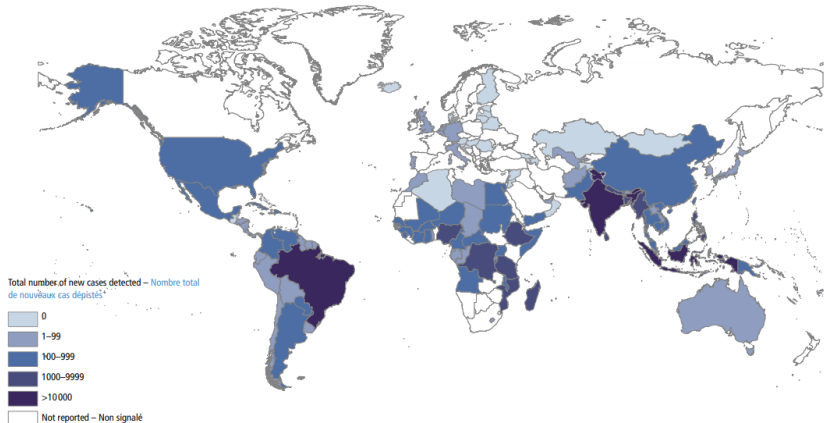 Total number of new cases detected – Nombre total
de nouveaux cas dépistés
0
1–99
100–999
1000–9999
>10 000
Not reported – Non signalé